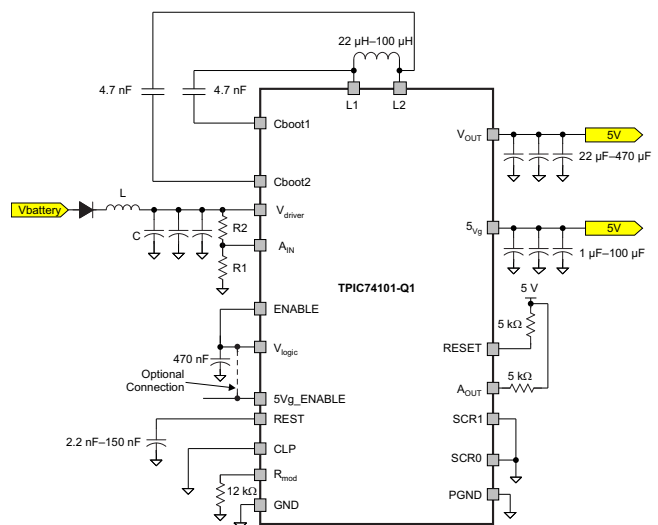 22 µH–100 µH
4.7 nF
4.7 nF
L1
L2
Cboot1
Cboot2
VOUT
5V
22 µF–470 µF
L
Vbattery
Vdriver
C
R2
AIN
R1
5Vg
5V
1 µF–100 µF
TPIC74101-Q1
5 V
5 kΩ
ENABLE
RESET
Vlogic
470 nF
Optional
Connection
5 kΩ
AOUT
5Vg_ENABLE
REST
SCR1
2.2 nF–150 nF
CLP
SCR0
Rmod
12 kΩ
GND
PGND